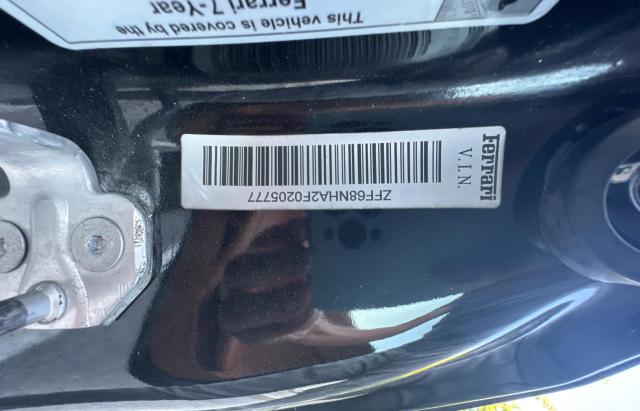 This vehicle is covered by the
Ferrari 7-Year
Ferrari
V.I.N.
ZFF68NHA2F0205777